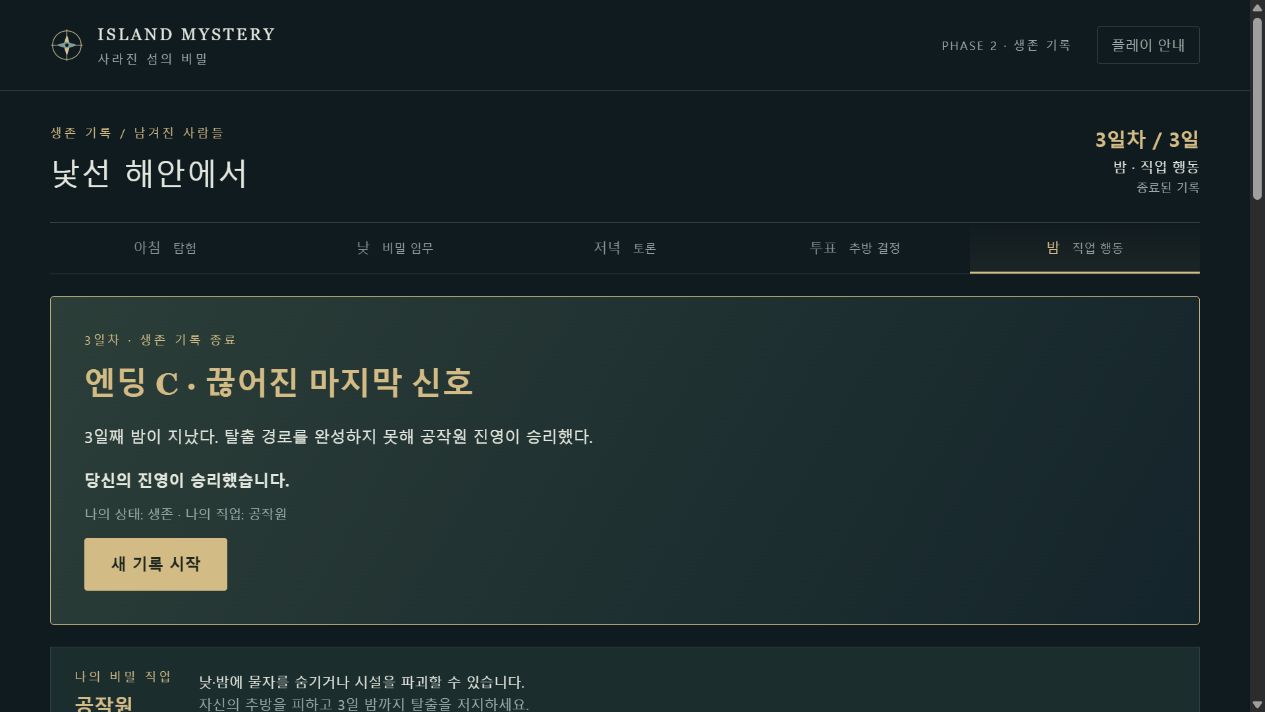 ISLAND MYSTERY
사라진 섬의 비밀
PHASE 2 · 생존 기록
플레이 안내
생존 기록 / 남겨진 사람들
낯선 해안에서
3일차 / 3일
밤 · 직업 행동
종료된 기록
아침 탐험
낮 비밀 임무
저녁 토론
투표 추방 결정
밤 직업 행동
3일차 · 생존 기록 종료
엔딩 C · 끊어진 마지막 신호
3일째 밤이 지났다. 탈출 경로를 완성하지 못해 공작원 진영이 승리했다.
당신의 진영이 승리했습니다.
나의 상태: 생존 · 나의 직업: 공작원
새 기록 시작
나의 비밀 직업
공작원
낮·밤에 물자를 숨기거나 시설을 파괴할 수 있습니다.
자신의 추방을 피하고 3일 밤까지 탈출을 저지하세요.